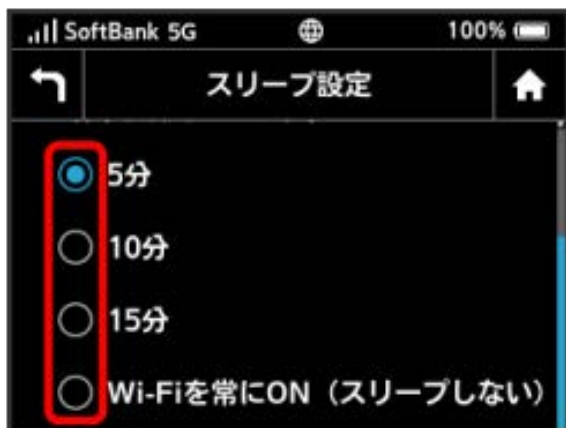 SoftBank 5G 100%
スリープ設定
5分
10分
15分
Wi-Fiを常にON（スリープしない）